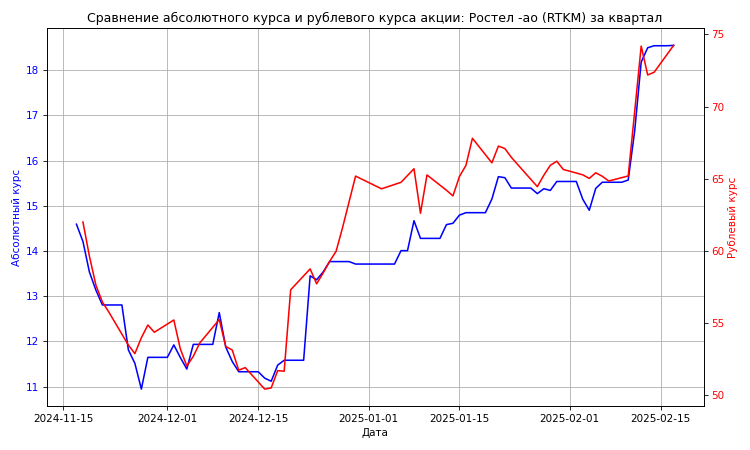 Сравнение абсолютного курса и рублевого курса акции: Ростел -ао (RTKM) за квартал
75
18
70
17
16
65
15
14
60
13
55
12
11
50
Абсолютный курс
Рублевый курс
2024-11-15 2024-12-01 2024-12-15 2025-01-01 2025-01-15 2025-02-01 2025-02-15
Дата